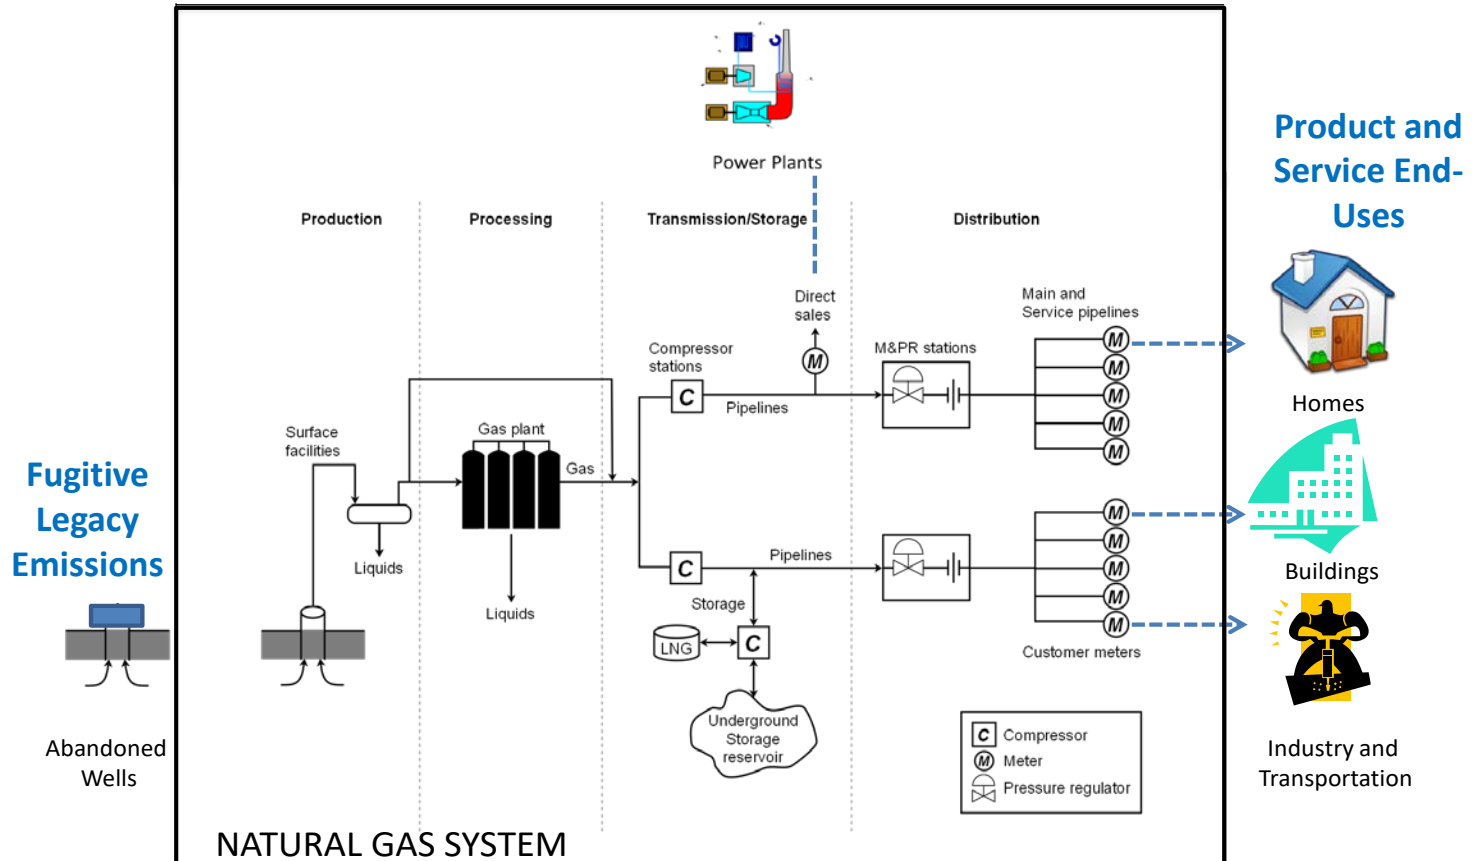 Power Plants
Product and
Service End-
Uses
Production
Processing
Transmission/Storage
Distribution
Direct
sales
Main and
Service pipelines
M
Compressor
stations
M
M&PR stations
M
C
Pipelines
M
M
M
Homes
Surface
facilities
Gas plant
Gas
Fugitive
Legacy
Emissions
M
M
Liquids
C
Pipelines
M
Buildings
Liquids
Storage
M
M
LNG
C
Customer meters
Underground
Storage
reservoir
C Compressor
M Meter
Pressure regulator
Abandoned
Wells
Industry and
Transportation
NATURAL GAS SYSTEM